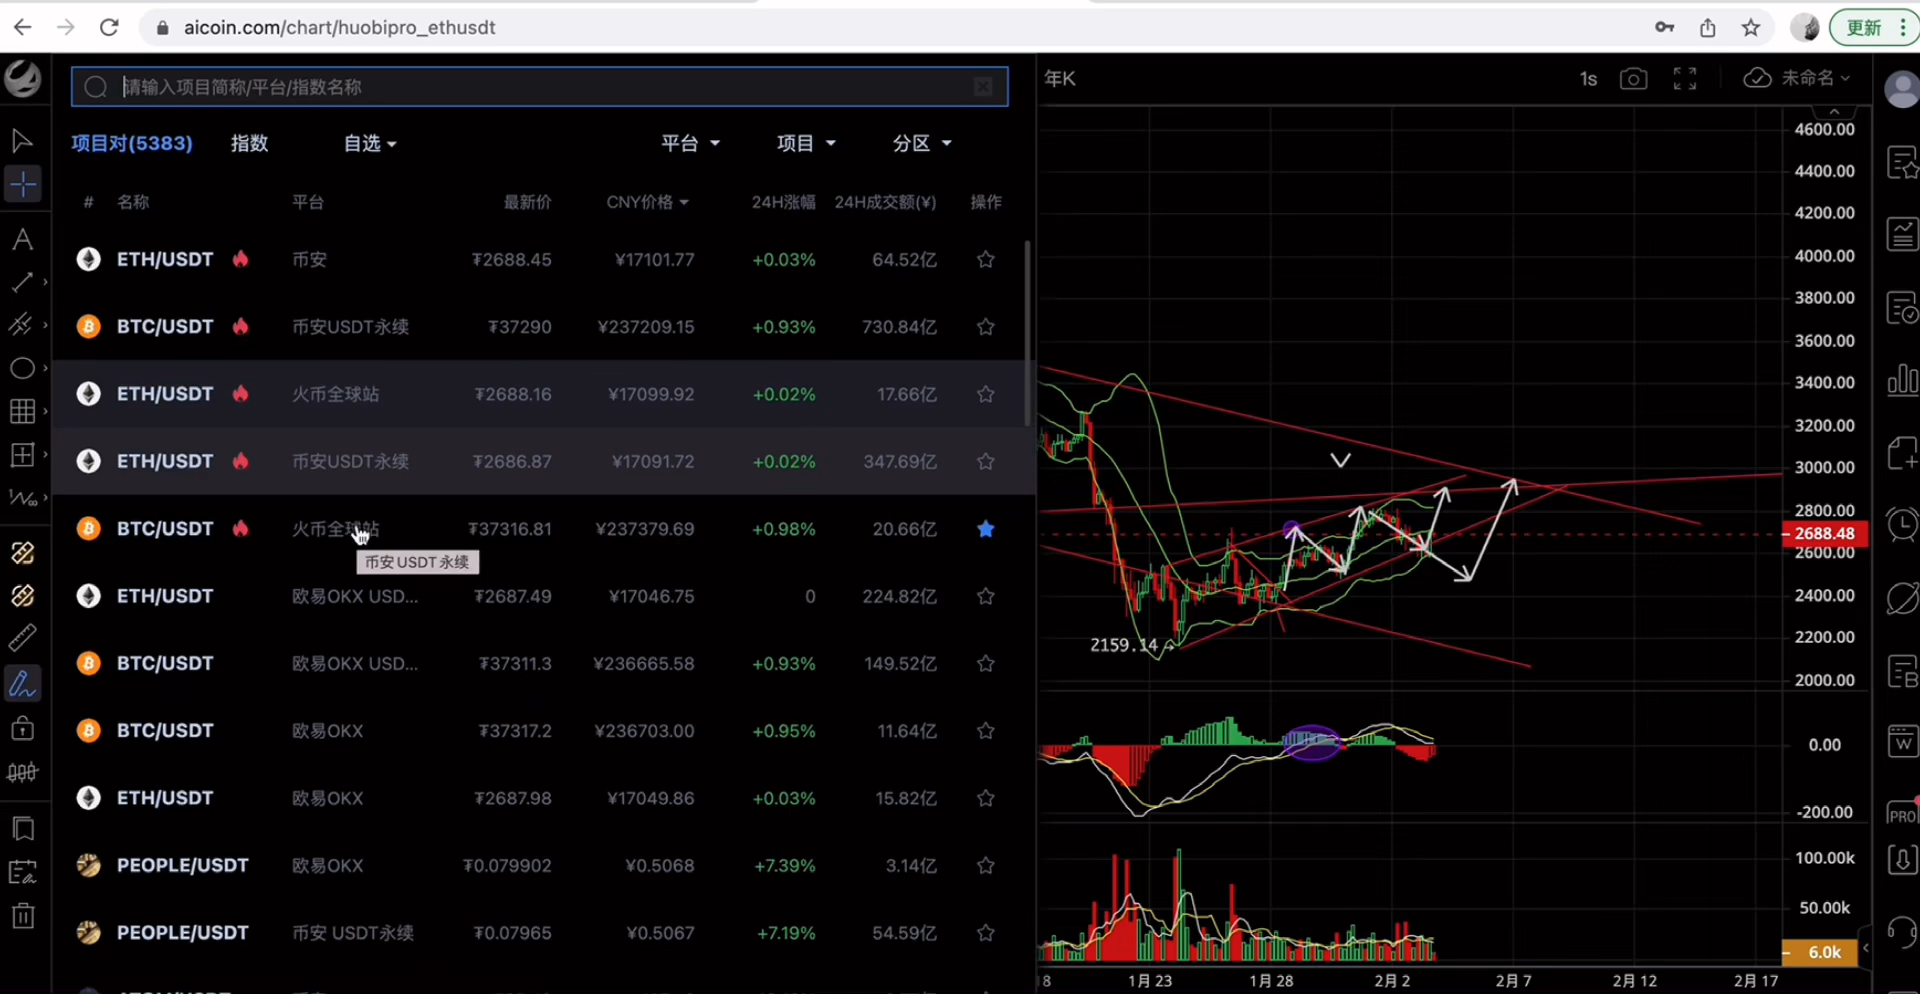 aicoin.com/chart/huobipro_ethusdt
更新
请输入项目简称/平台/指数名称
年K
1s
未命名
项目对(5383) 指数 自选 平台 项目 分区
# 名称 平台 最新价 CNY价格 24H涨幅 24H成交额(¥) 操作
ETH/USDT 币安 ₮2688.45 ¥17101.77 +0.03% 64.52亿
BTC/USDT 币安USDT永续 ₮37290 ¥237209.15 +0.93% 730.84亿
ETH/USDT 火币全球站 ₮2688.16 ¥17099.92 +0.02% 17.66亿
ETH/USDT 币安USDT永续 ₮2686.87 ¥17091.72 +0.02% 347.69亿
BTC/USDT 火币全球站 ₮37316.81 ¥237379.69 +0.98% 20.66亿
币安 USDT 永续
ETH/USDT 欧易OKX USD... ₮2687.49 ¥17046.75 0 224.82亿
BTC/USDT 欧易OKX USD... ₮37311.3 ¥236665.58 +0.93% 149.52亿
BTC/USDT 欧易OKX ₮37317.2 ¥236703.00 +0.95% 11.64亿
ETH/USDT 欧易OKX ₮2687.98 ¥17049.86 +0.03% 15.82亿
PEOPLE/USDT 欧易OKX ₮0.079902 ¥0.5068 +7.39% 3.14亿
PEOPLE/USDT 币安 USDT永续 ₮0.07965 ¥0.5067 +7.19% 54.59亿
4600.00
4400.00
4200.00
4000.00
3800.00
3600.00
3400.00
3200.00
3000.00
2800.00
2688.48
2600.00
2400.00
2200.00
2000.00
2159.14
0.00
-200.00
100.00k
50.00k
6.0k
8 1月 23 1月 28 2月 2 2月 7 2月 12 2月 17
A
B
W
PRO